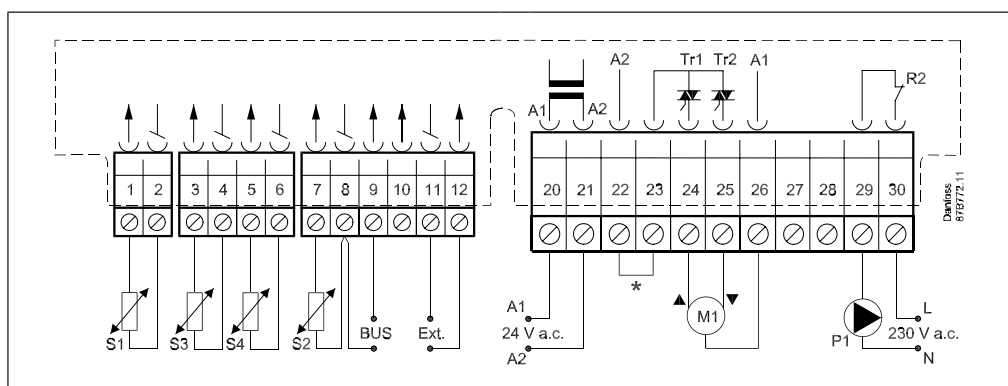 A2 Tr1 Tr2 A1
R2
A1 A2
1 2 3 4 5 6 7 8 9 10 11 12
20 21 22 23 24 25 26 27 28 29 30
Danfoss
87B772.11
*
A1
24 V a.c.
A2
M1
P1
L
230 V a.c.
N
S1 S3 S4 S2 BUS Ext.